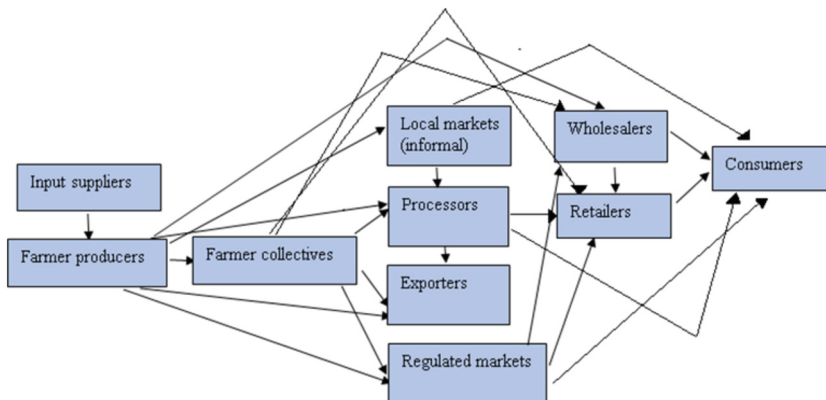 Local markets
(informal)
Wholesalers
Consumers
Input suppliers
Processors
Retailers
Farmer producers
Farmer collectives
Exporters
Regulated markets